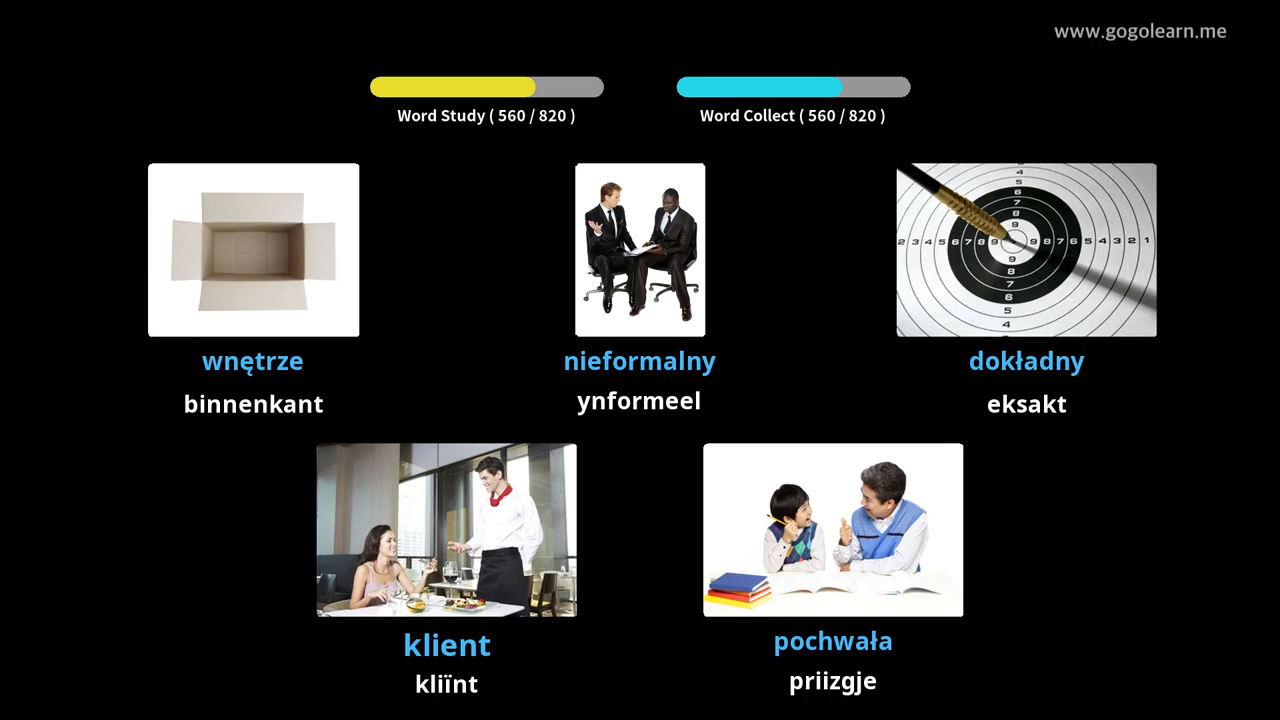 www.gogolearn.me
Word Study ( 560 / 820 )
Word Collect ( 560 / 820 )
wnętrze
binnenkant
nieformalny
ynformeel
dokładny
eksakt
klient
kliïnt
pochwała
priizgje